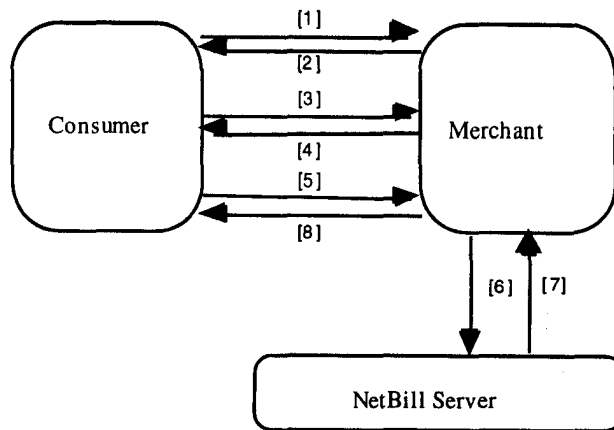 [1]
[2]
[3]
Consumer
Merchant
[4]
[5]
[8]
[6] [7]
NetBill Server